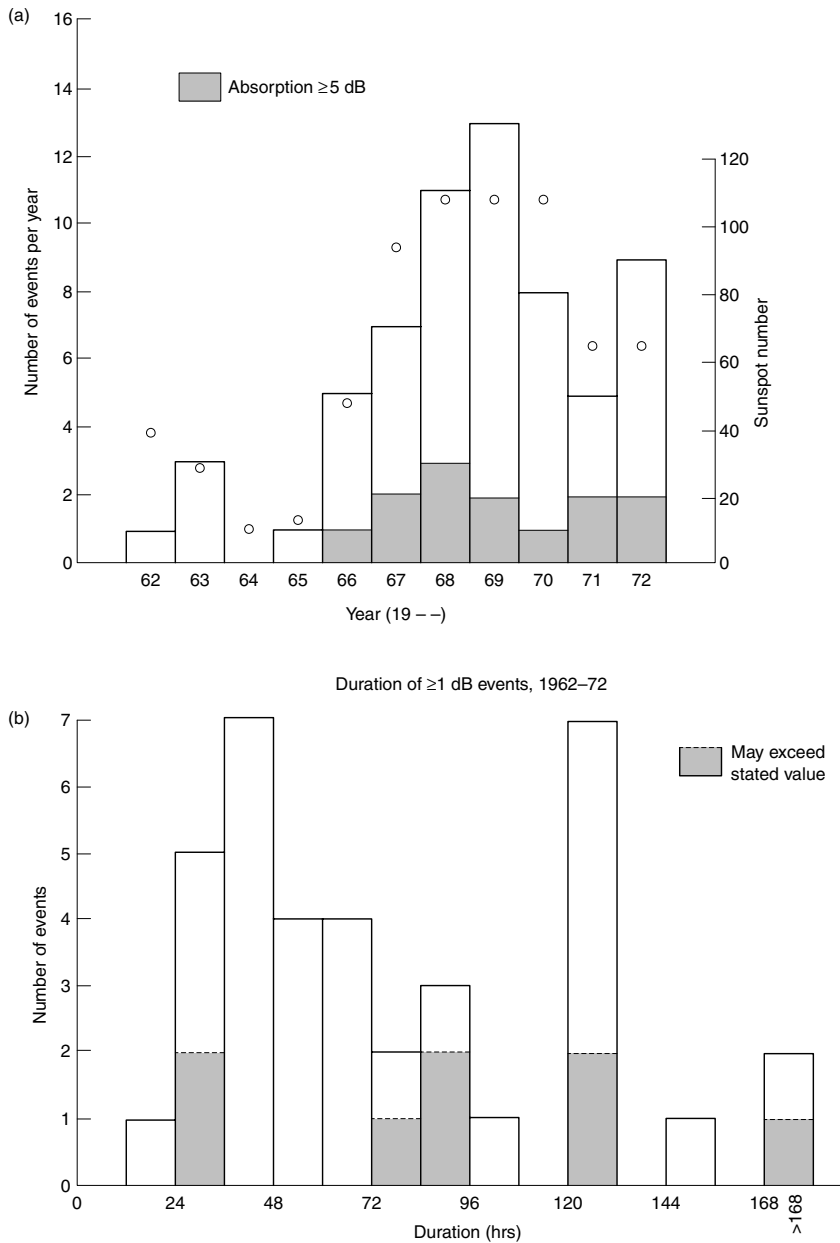 (a)
16
14
12
10
8
6
4
2
0
Number of events per year
Absorption ≥5 dB
120
100
80
60
40
20
0
Sunspot number
62 63 64 65 66 67 68 69 70 71 72
Year (19 – –)
Duration of ≥1 dB events, 1962–72
(b)
7
6
5
4
3
2
1
0
Number of events
May exceed
stated value
0 24 48 72 96 120 144 168 >168
Duration (hrs)